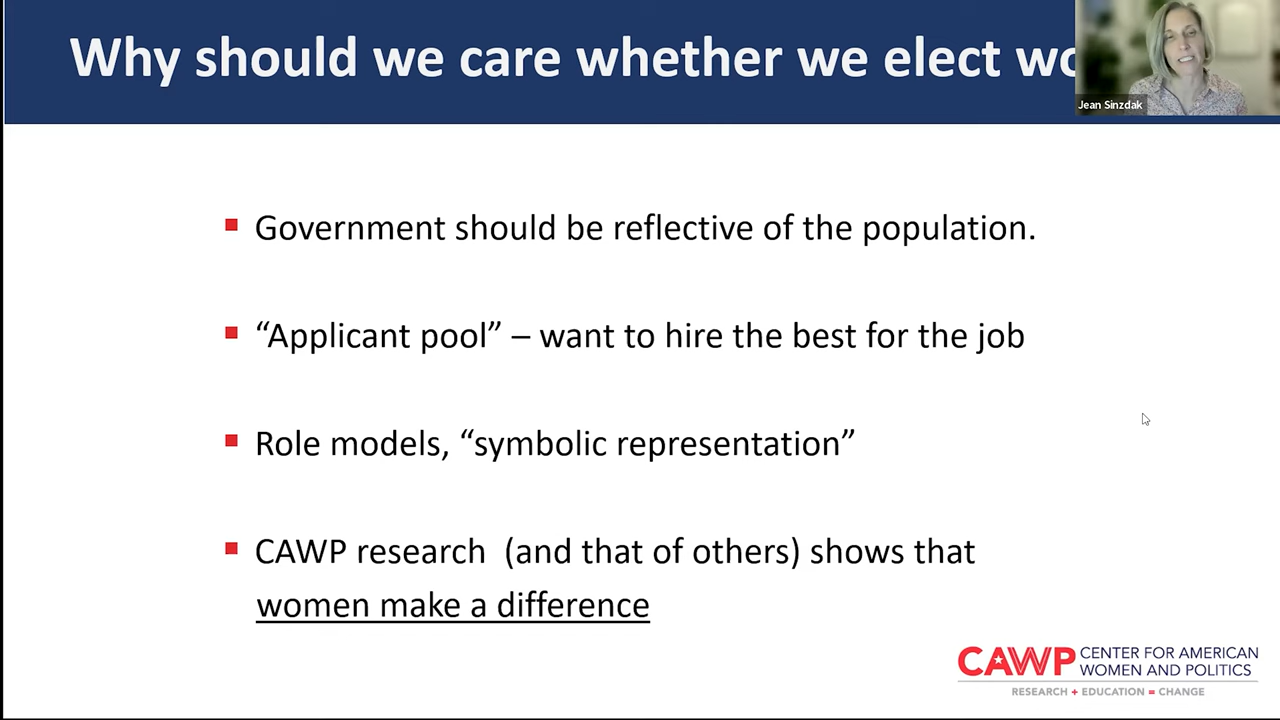 Why should we care whether we elect
Jean Sinzdak
Government should be reflective of the population.
“Applicant pool” – want to hire the best for the job
Role models, “symbolic representation”
CAWP research (and that of others) shows that
women make a difference
CAWP CENTER FOR AMERICAN
WOMEN AND POLITICS
RESEARCH + EDUCATION = CHANGE